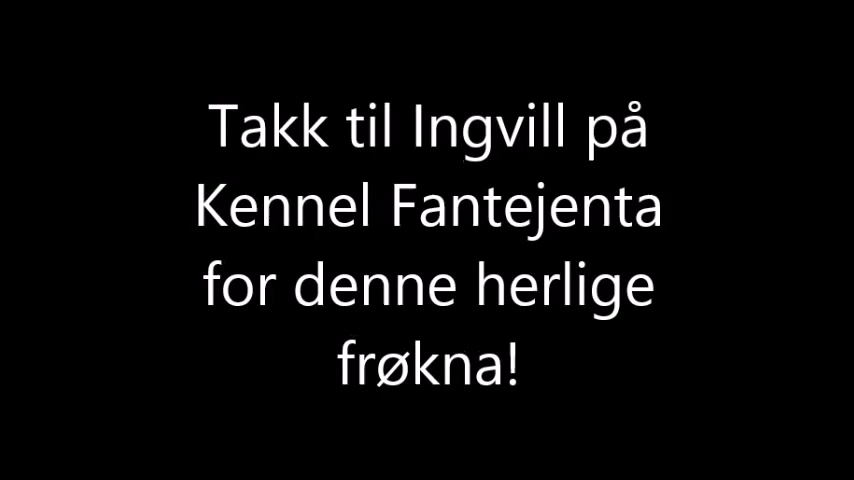 Takk til Ingvill på
Kennel Fantejenta
for denne herlige
frøkna!